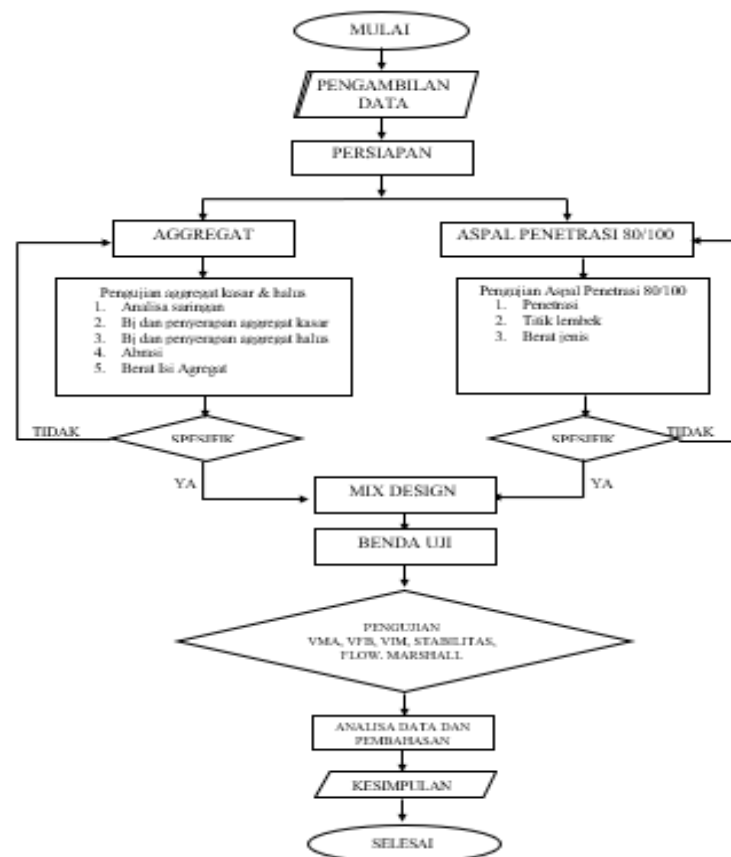 MULAI
PENGAMBILAN
DATA
PERSIAPAN
AGGREGAT
ASPAL PENETRASI 80/100
Pengujian aggregat kasar & halus
1. Analisa saringan
2. Bj dan penyerapan aggregat kasar
3. Bj dan penyerapan aggregat halus
4. Abrasi
5. Berat Isi Agregat
Pengujian Aspal Penetrasi 80/100
1. Penetrasi
2. Titik lembek
3. Berat jenis
TIDAK
SPESIFIK
SPESIFIK
TIDAK
YA
MIX DESIGN
YA
BENDA UJI
PENGUJIAN
VMA, VFB, VIM, STABILITAS,
FLOW. MARSHALL
ANALISA DATA DAN
PEMBAHASAN
KESIMPULAN
SELESAI